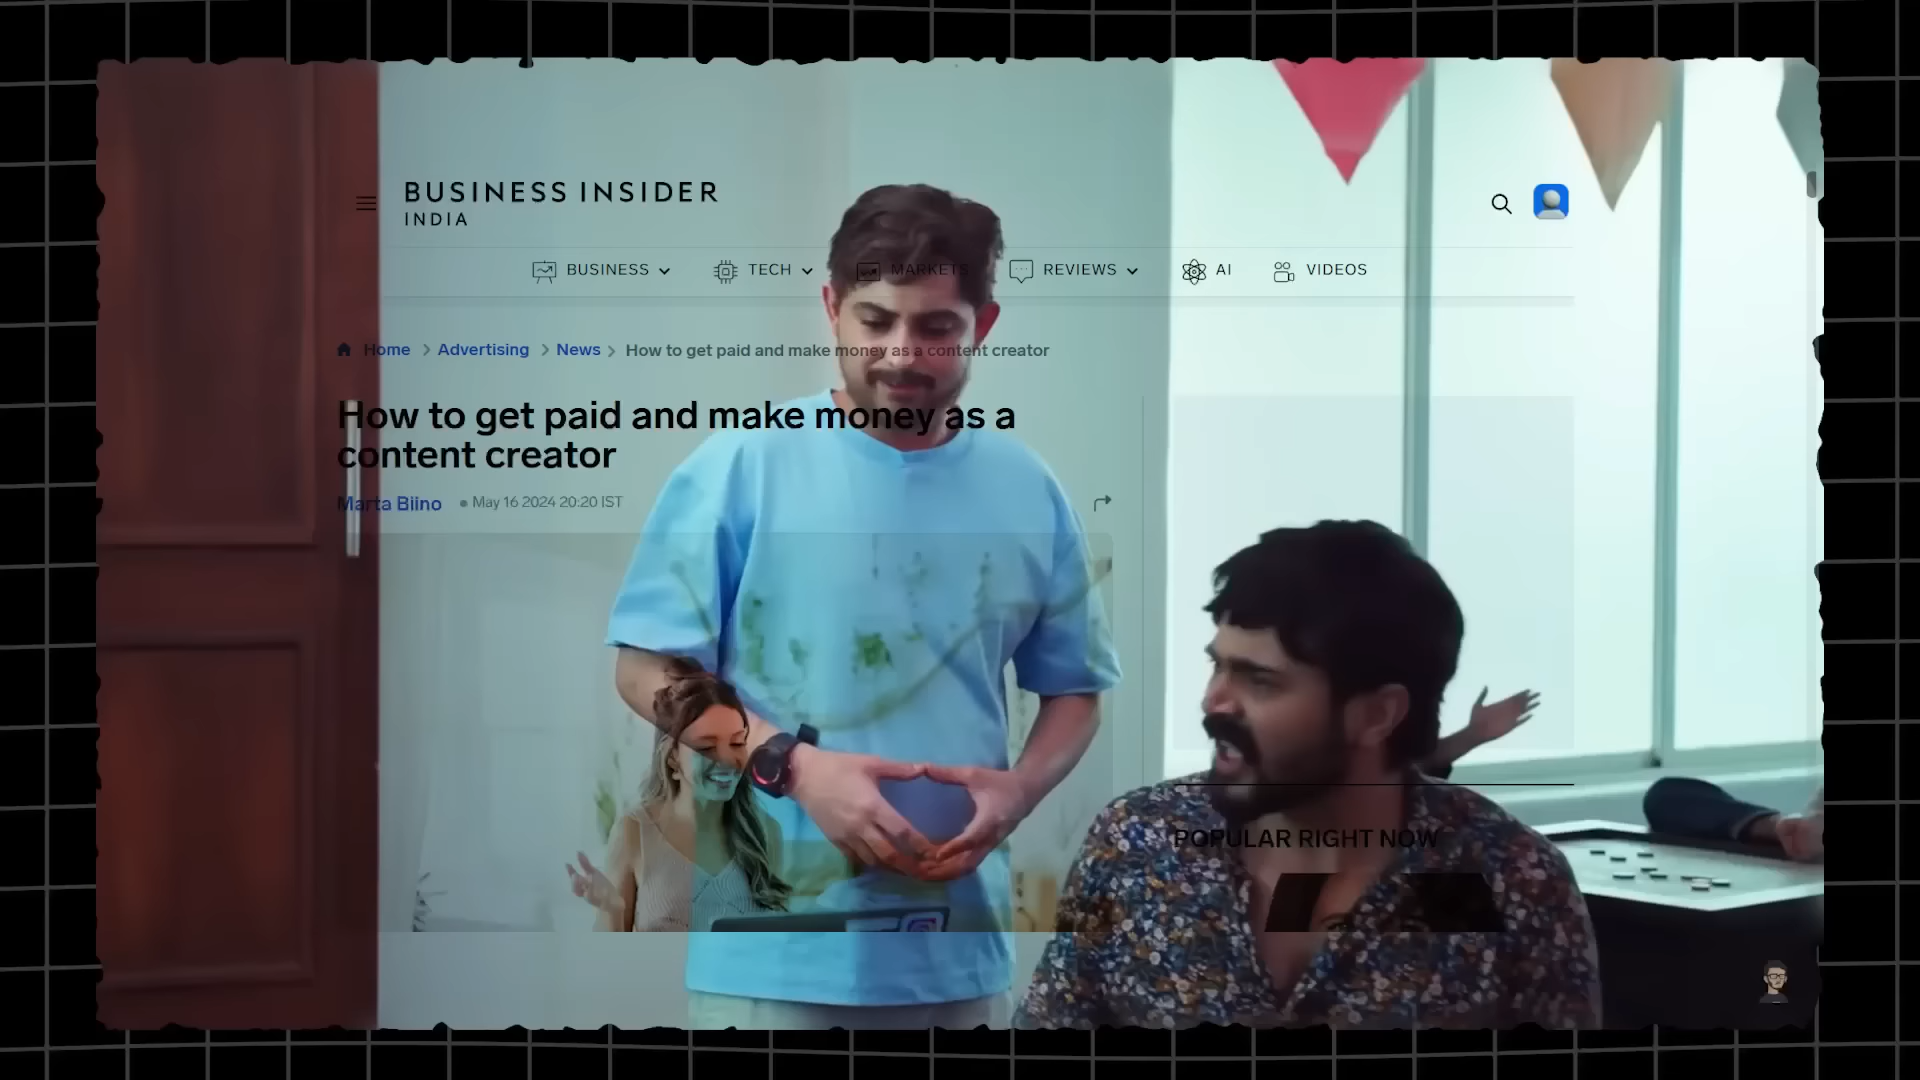 BUSINESS INSIDER
INDIA
BUSINESS TECH MARKETS REVIEWS AI VIDEOS
Home Advertising News How to get paid and make money as a content creator
How to get paid and make money as a
content creator
Marta Biino • May 16 2024 20:20 IST
POPULAR RIGHT NOW